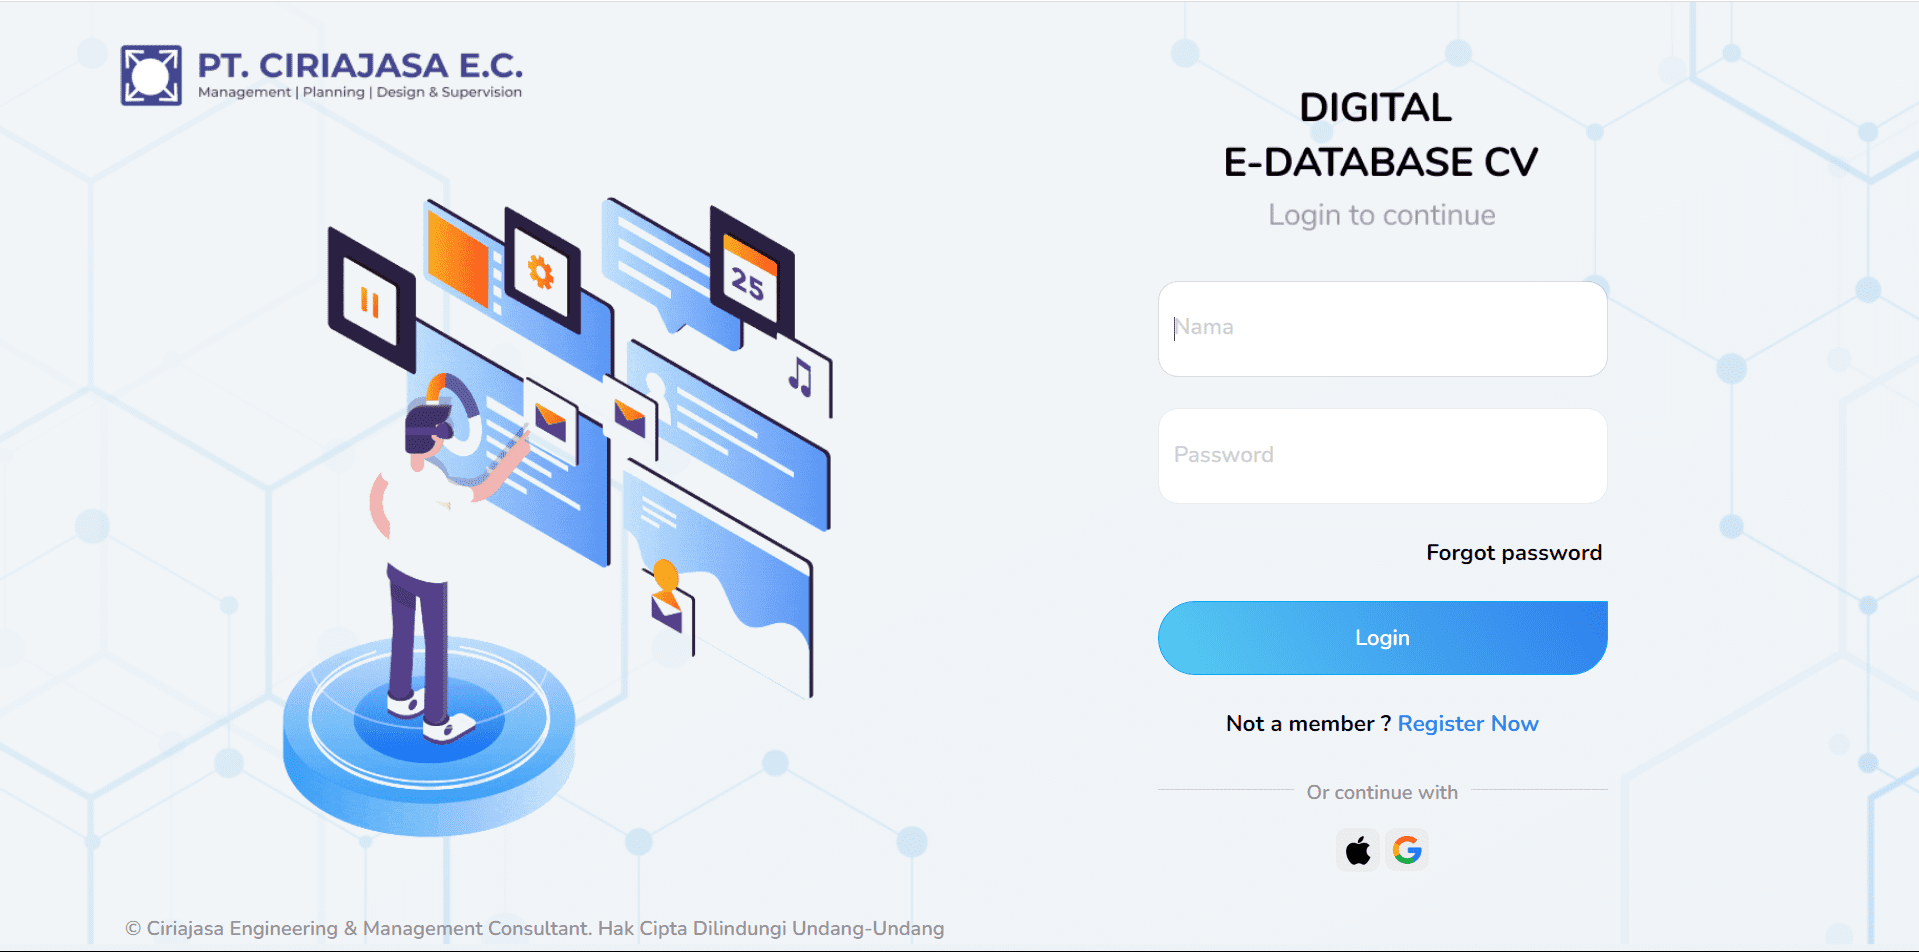 PT. CIRIAJASA E.C.
Management | Planning | Design & Supervision
25
© Ciriajasa Engineering & Management Consultant. Hak Cipta Dilindungi Undang-Undang
DIGITAL
E-DATABASE CV
Login to continue
Nama
Password
Forgot password
Login
Not a member ? Register Now
Or continue with